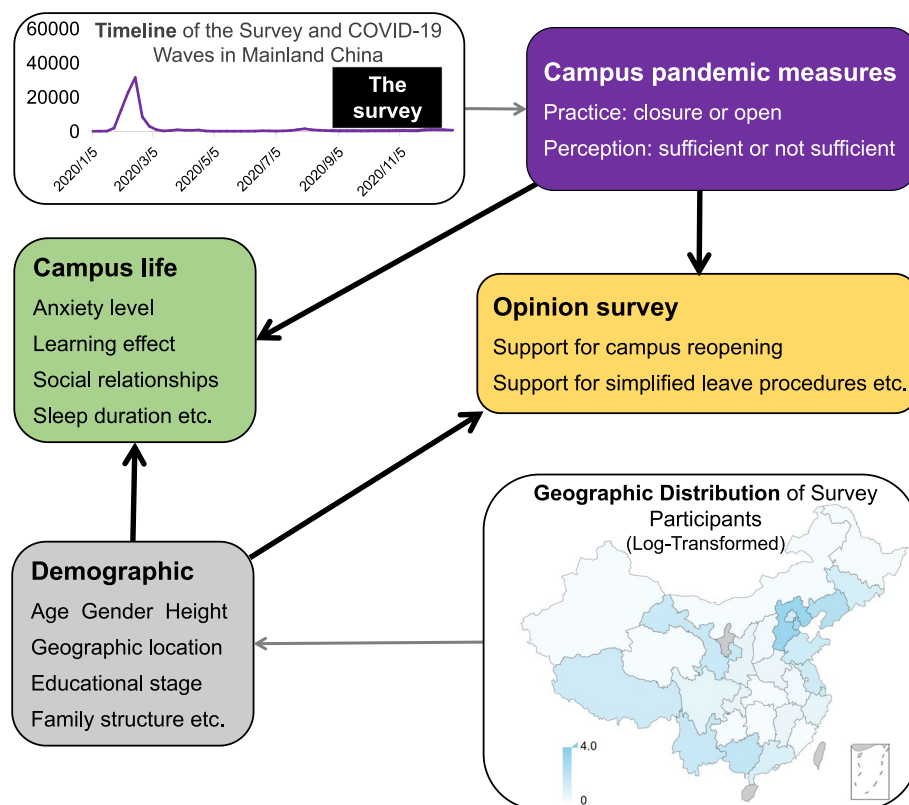 Timeline of the Survey and COVID-19
Waves in Mainland China
60000
40000
20000
0
The
survey
2020/1/5
2020/3/5
2020/5/5
2020/7/5
2020/9/5
2020/11/5
Campus pandemic measures
Practice: closure or open
Perception: sufficient or not sufficient
Campus life
Anxiety level
Learning effect
Social relationships
Sleep duration etc.
Opinion survey
Support for campus reopening
Support for simplified leave procedures etc.
Demographic
Age Gender Height
Geographic location
Educational stage
Family structure etc.
Geographic Distribution of Survey
Participants
(Log-Transformed)
4.0
0